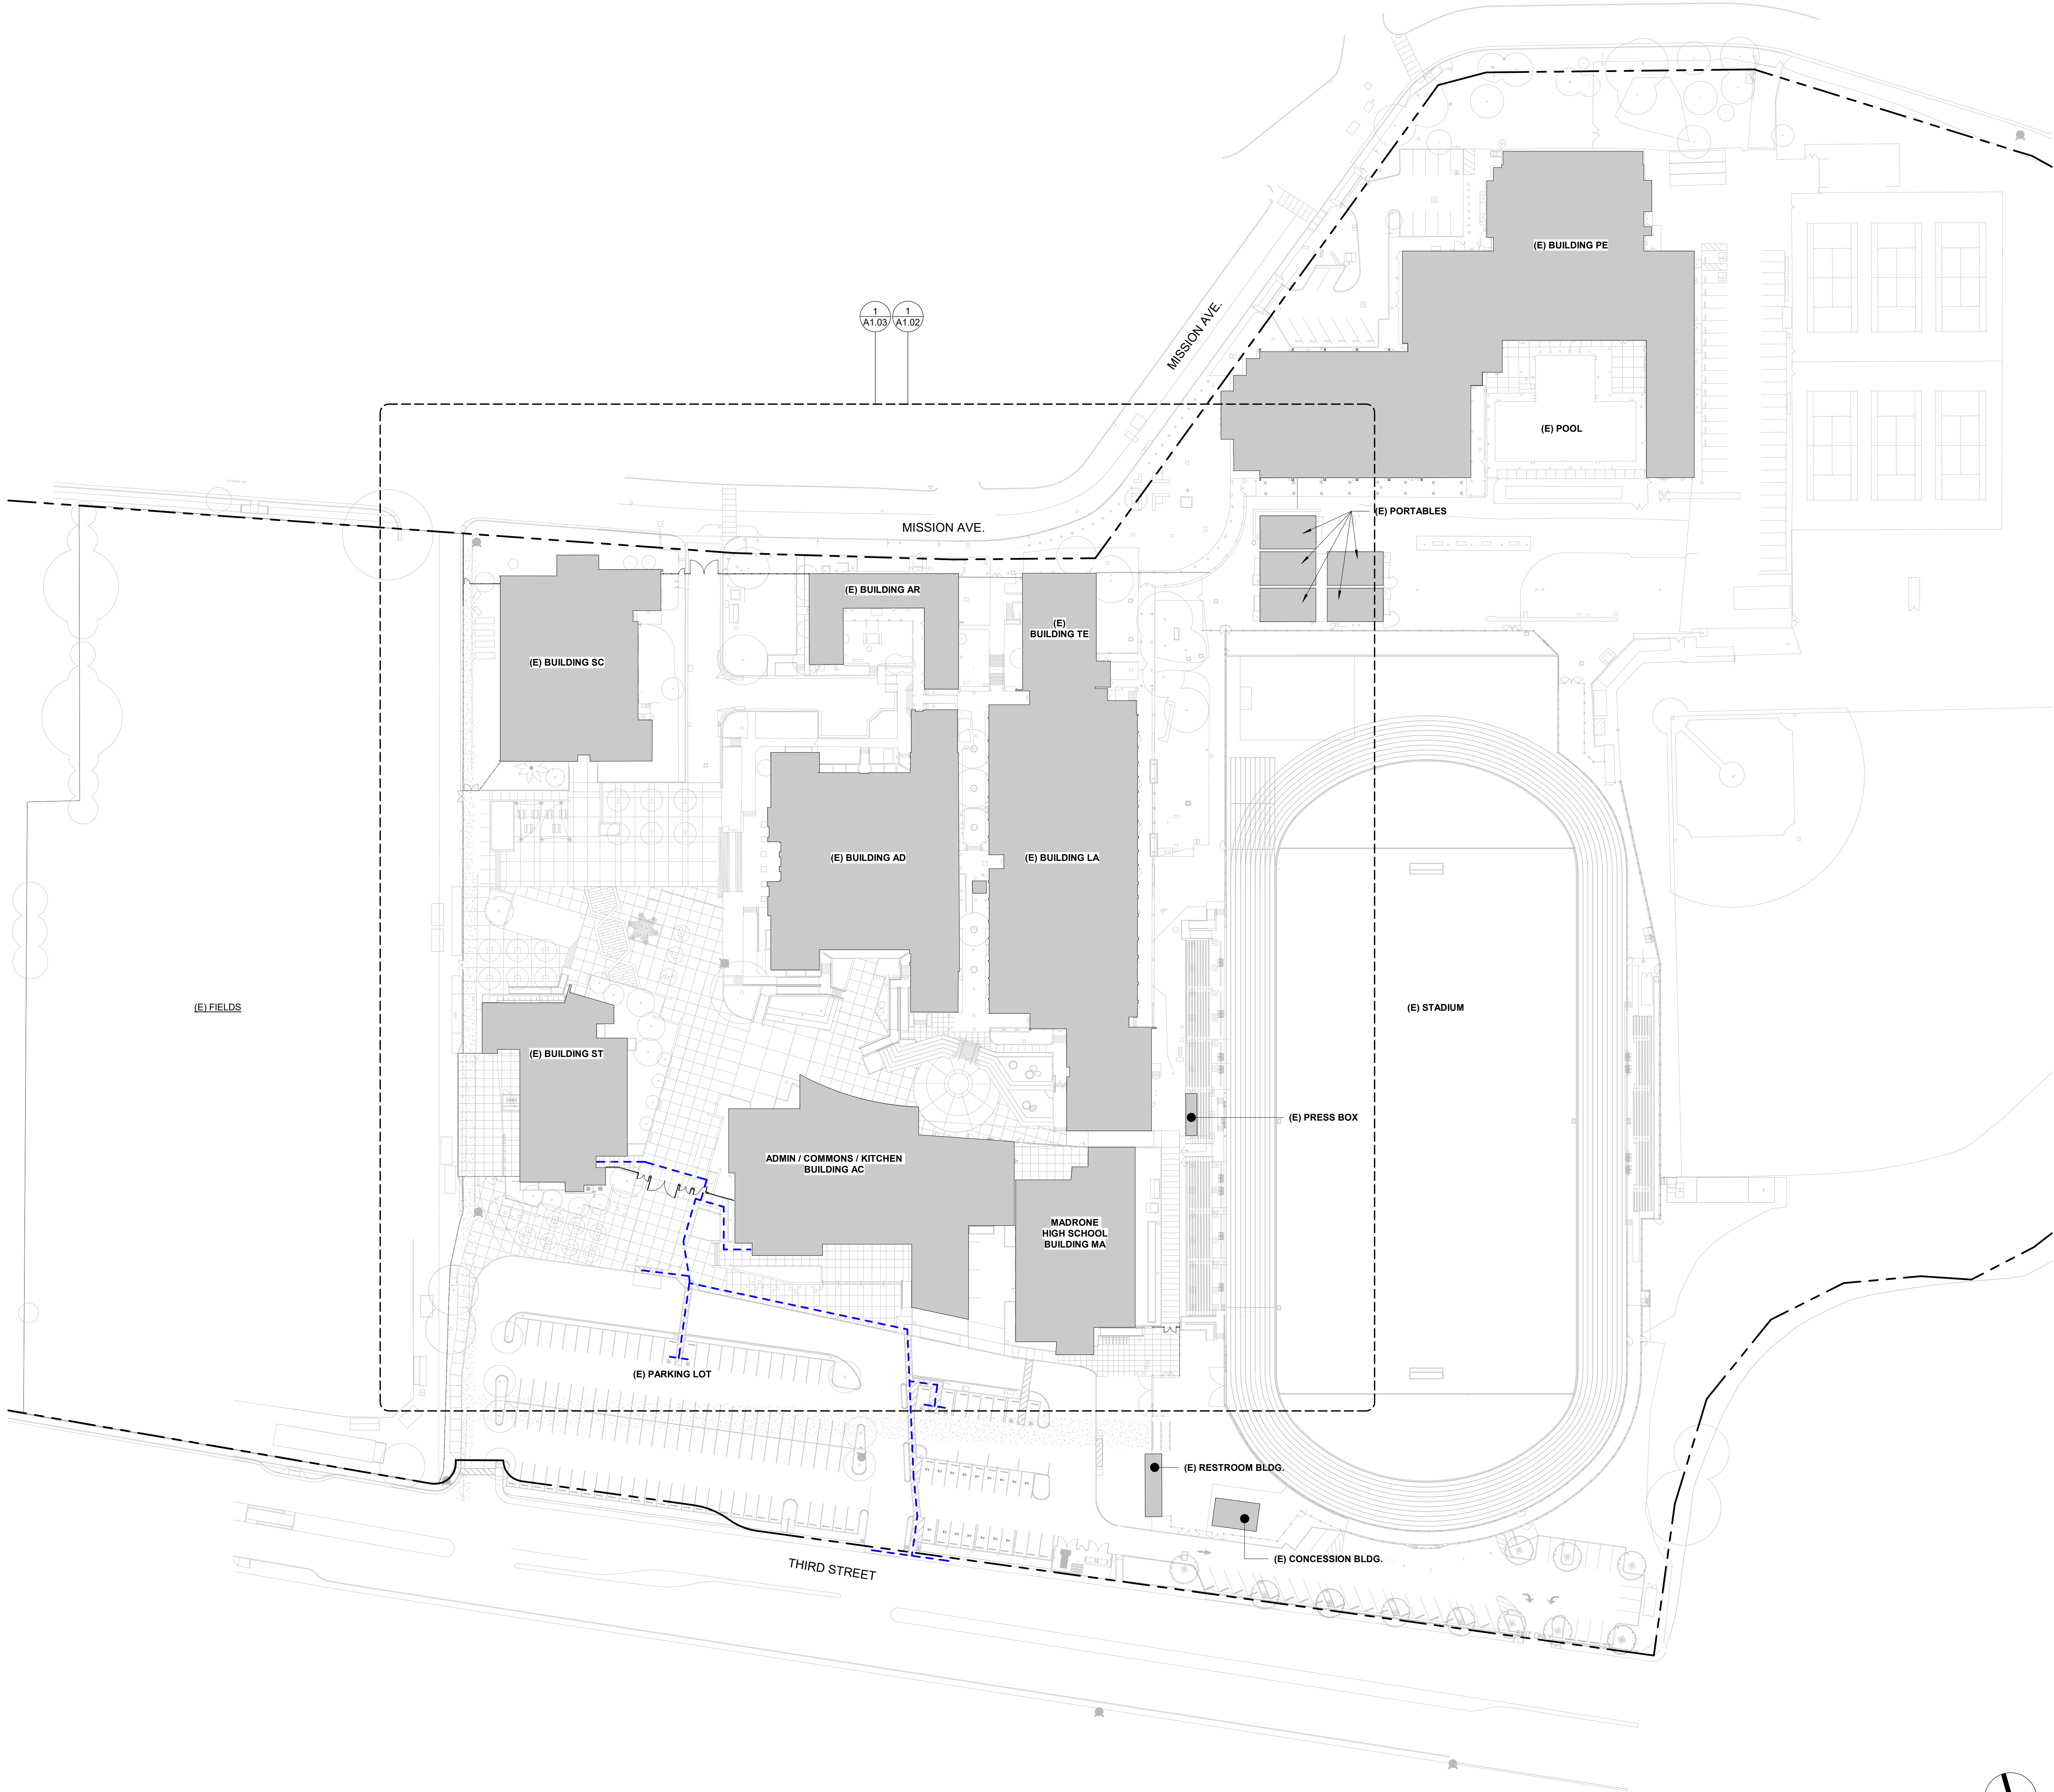 (E) BUILDING PE
1
A1.03
1
A1.02
MISSION AVE.
(E) POOL
(E) PORTABLES
MISSION AVE.
(E) BUILDING AR
(E)
BUILDING TE
(E) BUILDING SC
(E) BUILDING AD
(E) BUILDING LA
(E) FIELDS
(E) STADIUM
(E) BUILDING ST
(E) PRESS BOX
ADMIN / COMMONS / KITCHEN
BUILDING AC
MADRONE
HIGH SCHOOL
BUILDING MA
(E) PARKING LOT
(E) RESTROOM BLDG.
(E) CONCESSION BLDG.
THIRD STREET